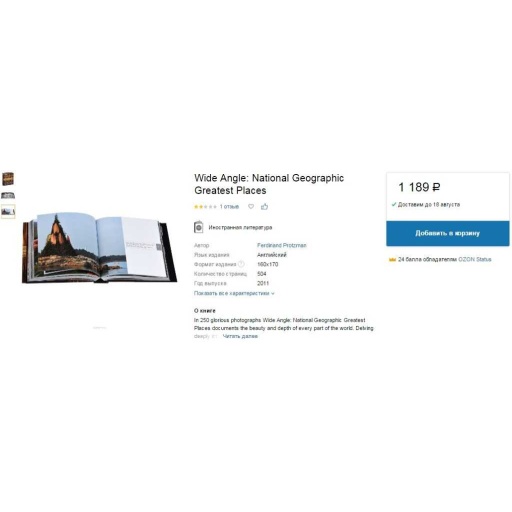 Wide Angle: National Geographic
Greatest Places
1 отзыв
Иностранная литература
Автор Ferdinand Protzman
Язык издания Английский
Формат издания 160x170
Количество страниц 504
Год выпуска 2011
Показать все характеристики
О книге
In 250 glorious photographs Wide Angle: National Geographic Greatest
Places documents the beauty and depth of every part of the world. Delving
deeply Читать далее
1 189 ₽
Доставим до 18 августа
Добавить в корзину
24 балла обладателям OZON Status